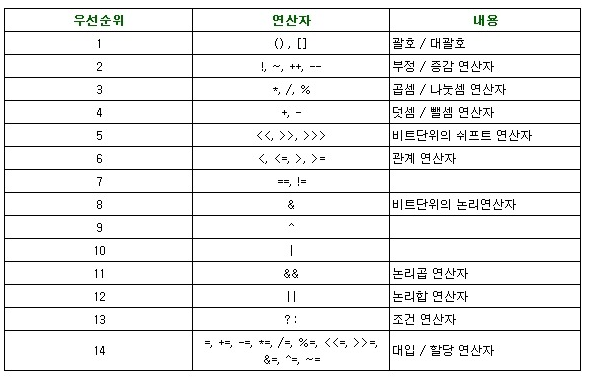 우선순위 연산자 내용
1 (), [] 괄호 / 대괄호
2 !, ~, ++, -- 부정 / 증감 연산자
3 *, /, % 곱셈 / 나눗셈 연산자
4 +, - 덧셈 / 뺄셈 연산자
5 <<, >>, >>> 비트단위의 쉬프트 연산자
6 <, <=, >, >= 관계 연산자
7 ==, !=
8 & 비트단위의 논리연산자
9 ^
10 |
11 && 논리곱 연산자
12 || 논리합 연산자
13 ? : 조건 연산자
14 =, +=, -=, *=, /=, %=, <<=, >>=,
&=, ^=, ~= 대입 / 할당 연산자